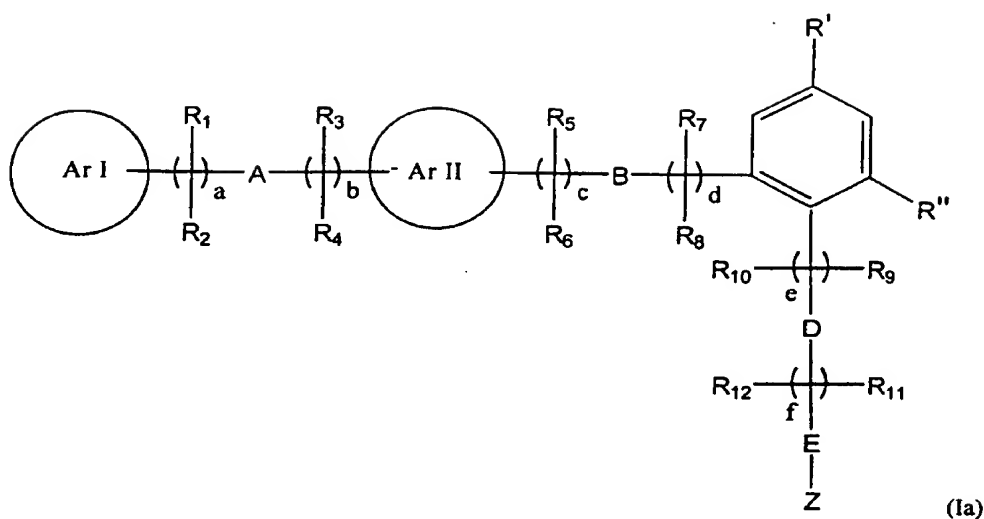 R'
R₁ R₃ R₅ R₇
Ar I ( ) a A ( ) b - Ar II ( ) c B ( ) d
R₂ R₄ R₆ R₈ R"
R₁₀ ( ) e R₉
D
R₁₂ ( ) f R₁₁
E
Z
(Ia)